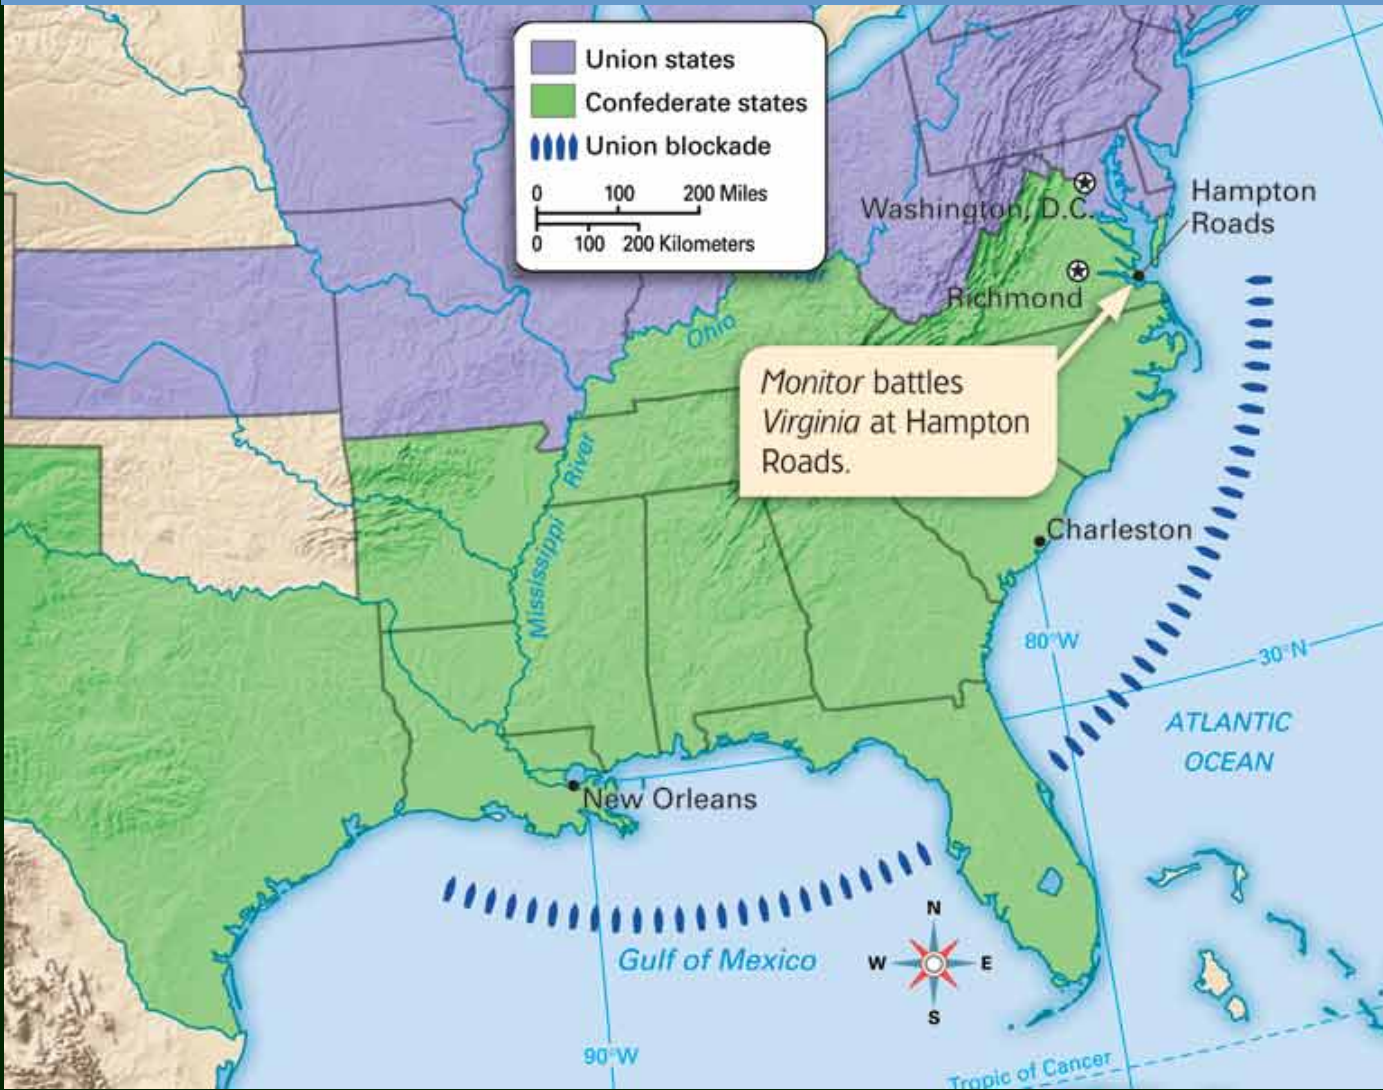 Union states
Confederate states
Union blockade
0 100 200 Miles
0 100 200 Kilometers
Washington, D.C.
Hampton
Roads
Richmond
Ohio
River
Monitor battles
Virginia at Hampton
Roads.
Mississippi
River
Charleston
80°W
30°N
ATLANTIC
OCEAN
New Orleans
Gulf of Mexico
N
W
E
S
90°W
Tropic of Cancer